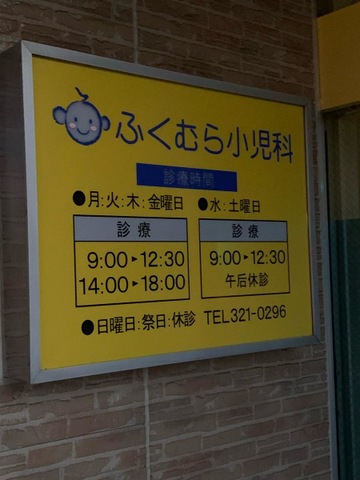 ふくむら小児科
診療時間
●月:火:木:金曜日
診療
9:00▶12:30
14:00▶18:00
●水:土曜日
診療
9:00▶12:30
午后休診
●日曜日:祭日:休診 TEL321-0296